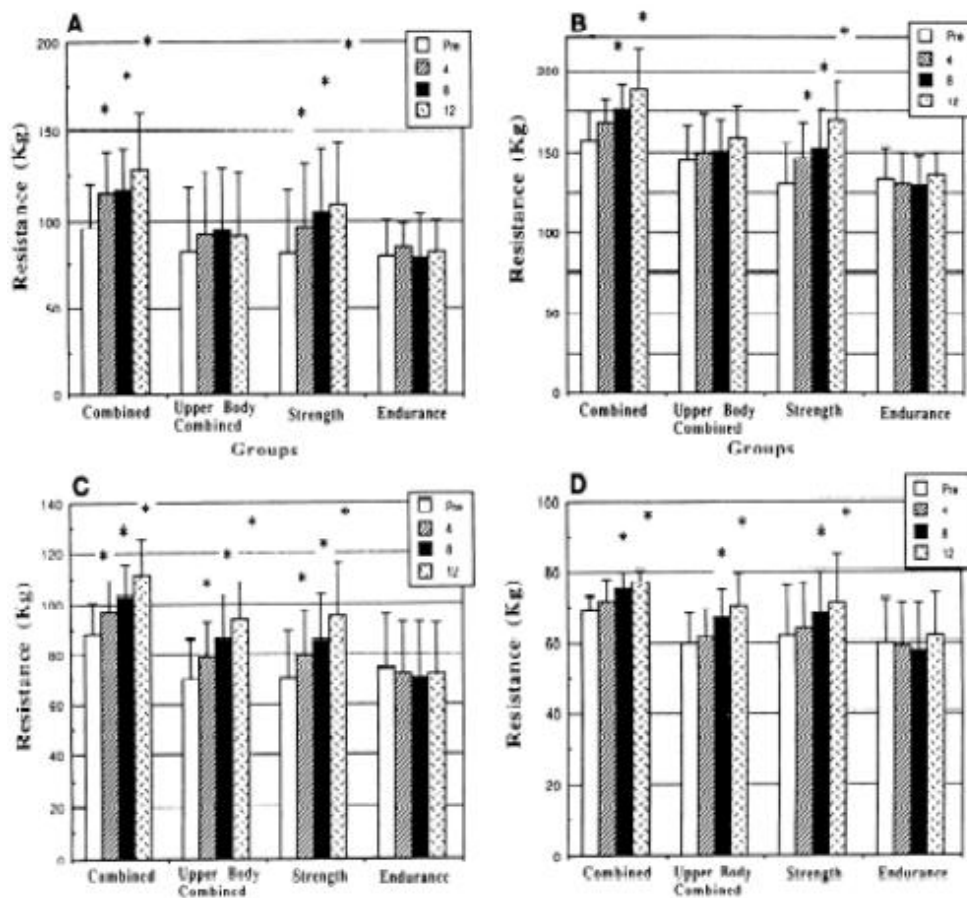 A
Resistance (Kg)
200
150
100
50
0
Pre
4
8
12
Combined
Upper Body
Combined
Strength
Endurance
Groups
B
Resistance (Kg)
200
150
100
50
0
Pre
4
8
12
Combined
Upper Body
Combined
Strength
Endurance
Groups
C
Resistance (Kg)
140
120
100
80
60
40
20
0
Pre
4
8
12
Combined
Upper Body
Combined
Strength
Endurance
D
Resistance (Kg)
100
80
60
40
20
0
Pre
4
8
12
Combined
Upper Body
Combined
Strength
Endurance